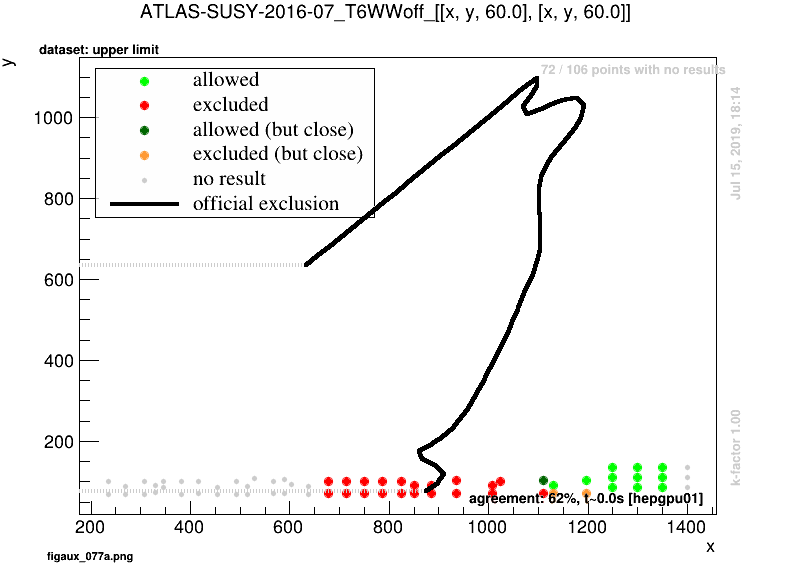 ATLAS-SUSY-2016-07_T6WWoff_[[x, y, 60.0], [x, y, 60.0]]
dataset: upper limit
y
72 / 106 points with no results
allowed
excluded
allowed (but close)
excluded (but close)
no result
official exclusion
1000
800
600
400
200
Jul 15, 2019, 18:14
k-factor 1.00
agreement: 62%, t~0.0s [hepgpu01]
200 400 600 800 1000 1200 1400
x
figaux_077a.png